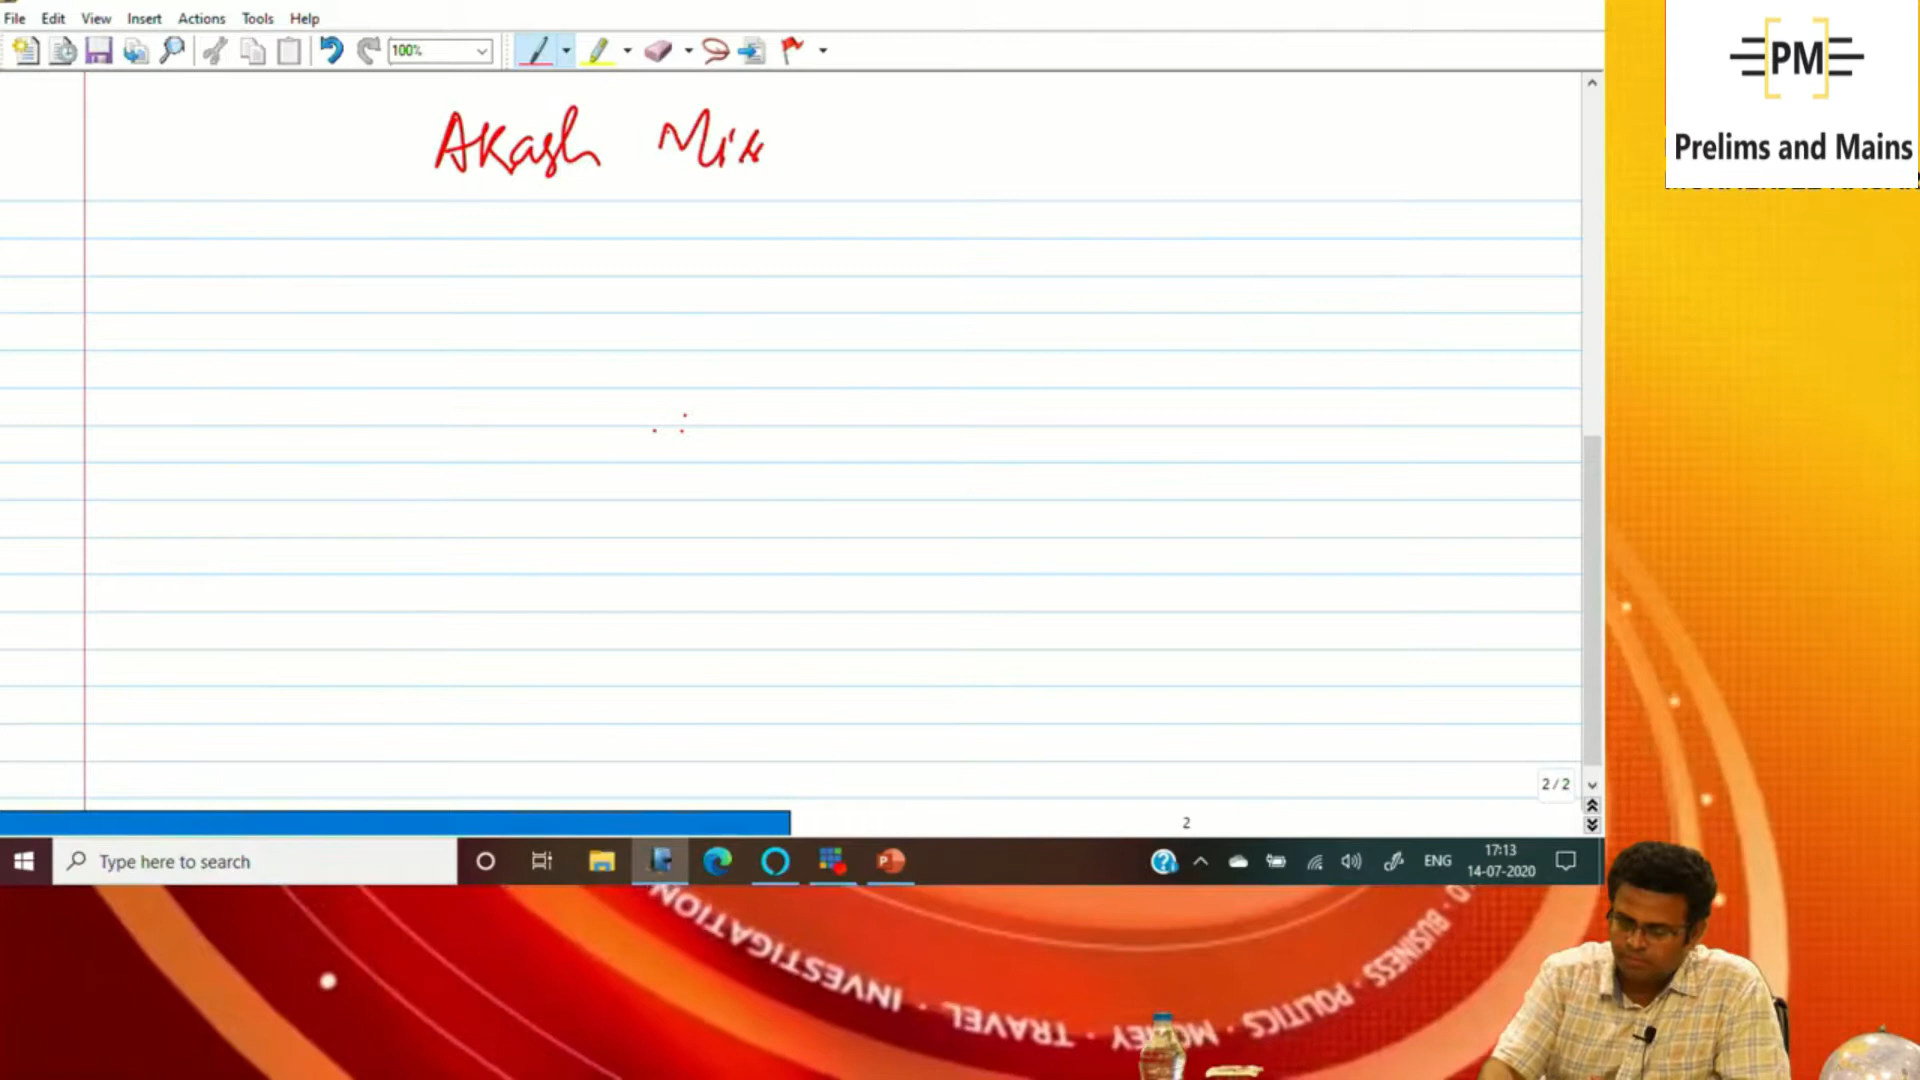 File Edit View Insert Actions Tools Help
100%
PM
Prelims and Mains
Akash Mis
2 / 2
2
Type here to search
ENG
17:13
14-07-2020
INVESTIGATION · TRAVEL · MONEY · POLITICS · BUSINESS ·